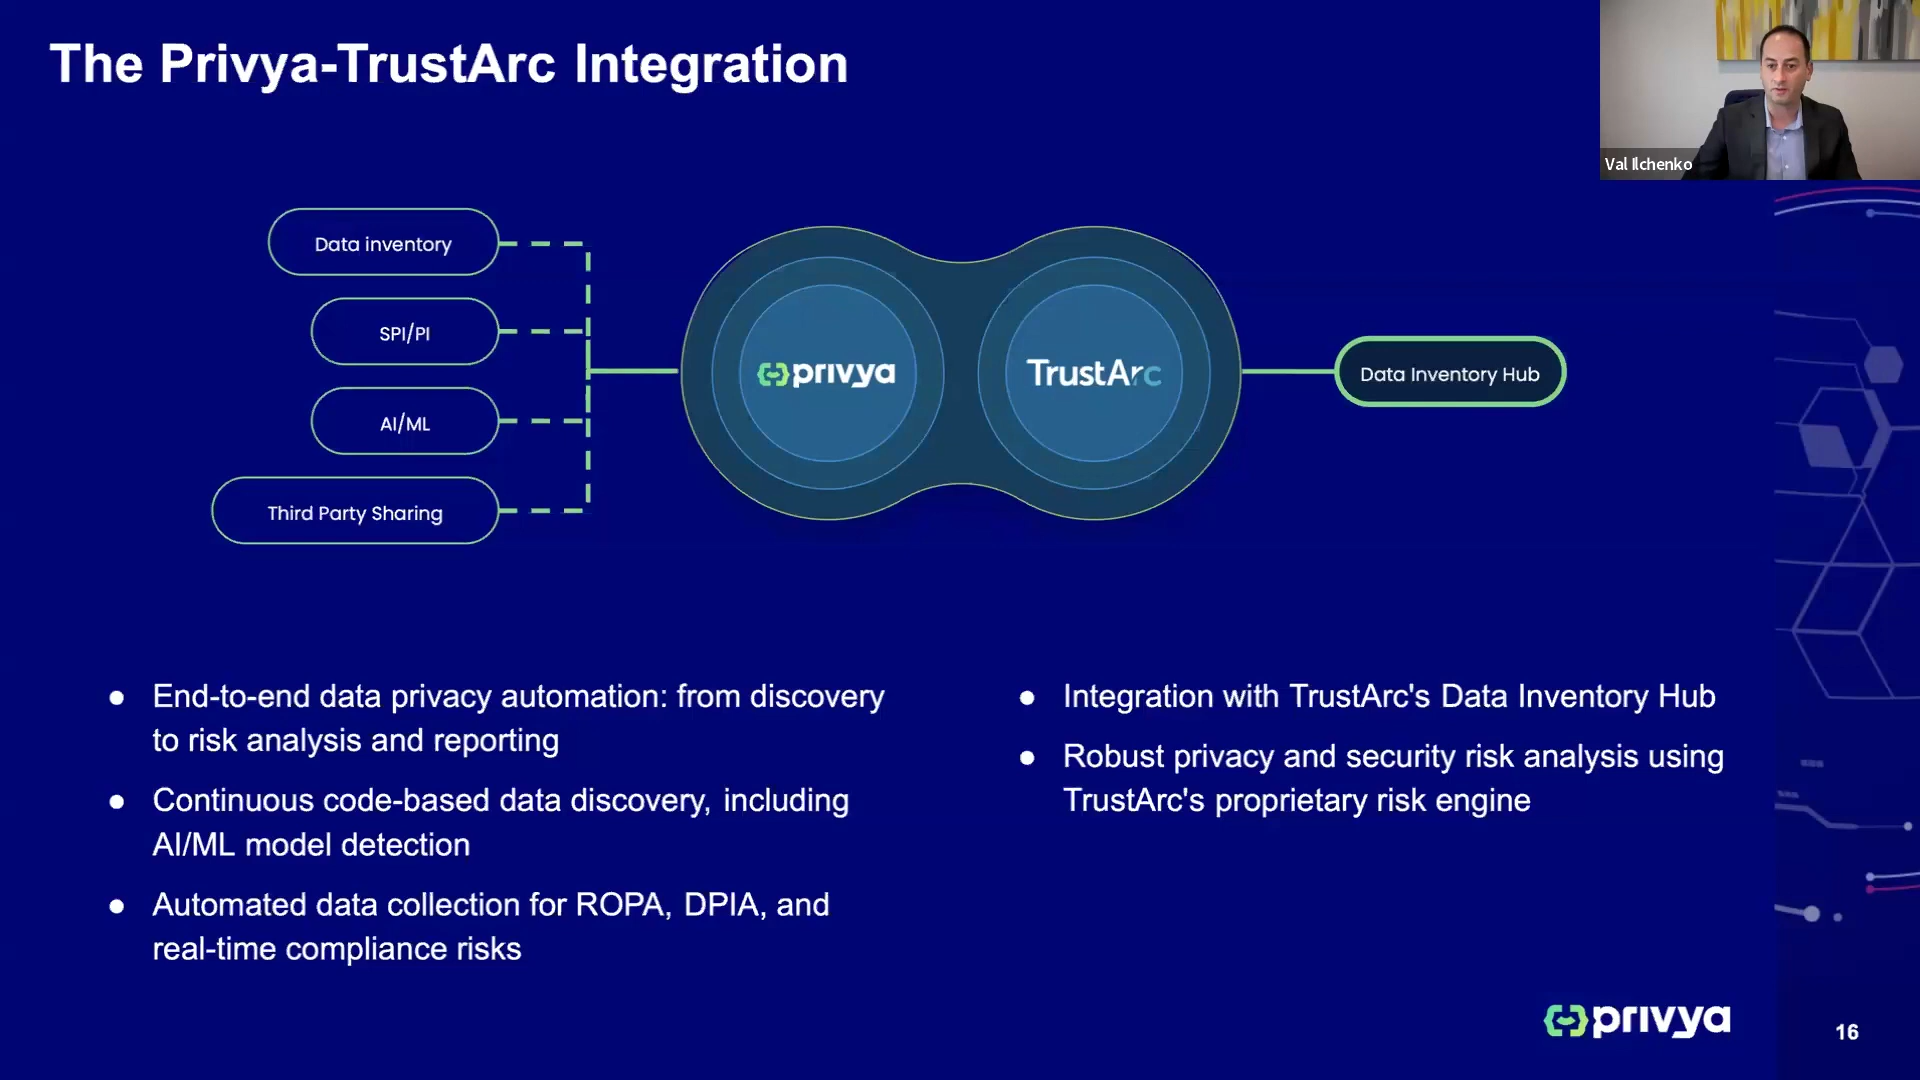 The Privya-TrustArc Integration
Val Ilchenko
Data inventory
SPI/PI
AI/ML
Third Party Sharing
privya
TrustArc
Data Inventory Hub
● End-to-end data privacy automation: from discovery
to risk analysis and reporting
● Continuous code-based data discovery, including
AI/ML model detection
● Automated data collection for ROPA, DPIA, and
real-time compliance risks
● Integration with TrustArc's Data Inventory Hub
● Robust privacy and security risk analysis using
TrustArc's proprietary risk engine
privya
16